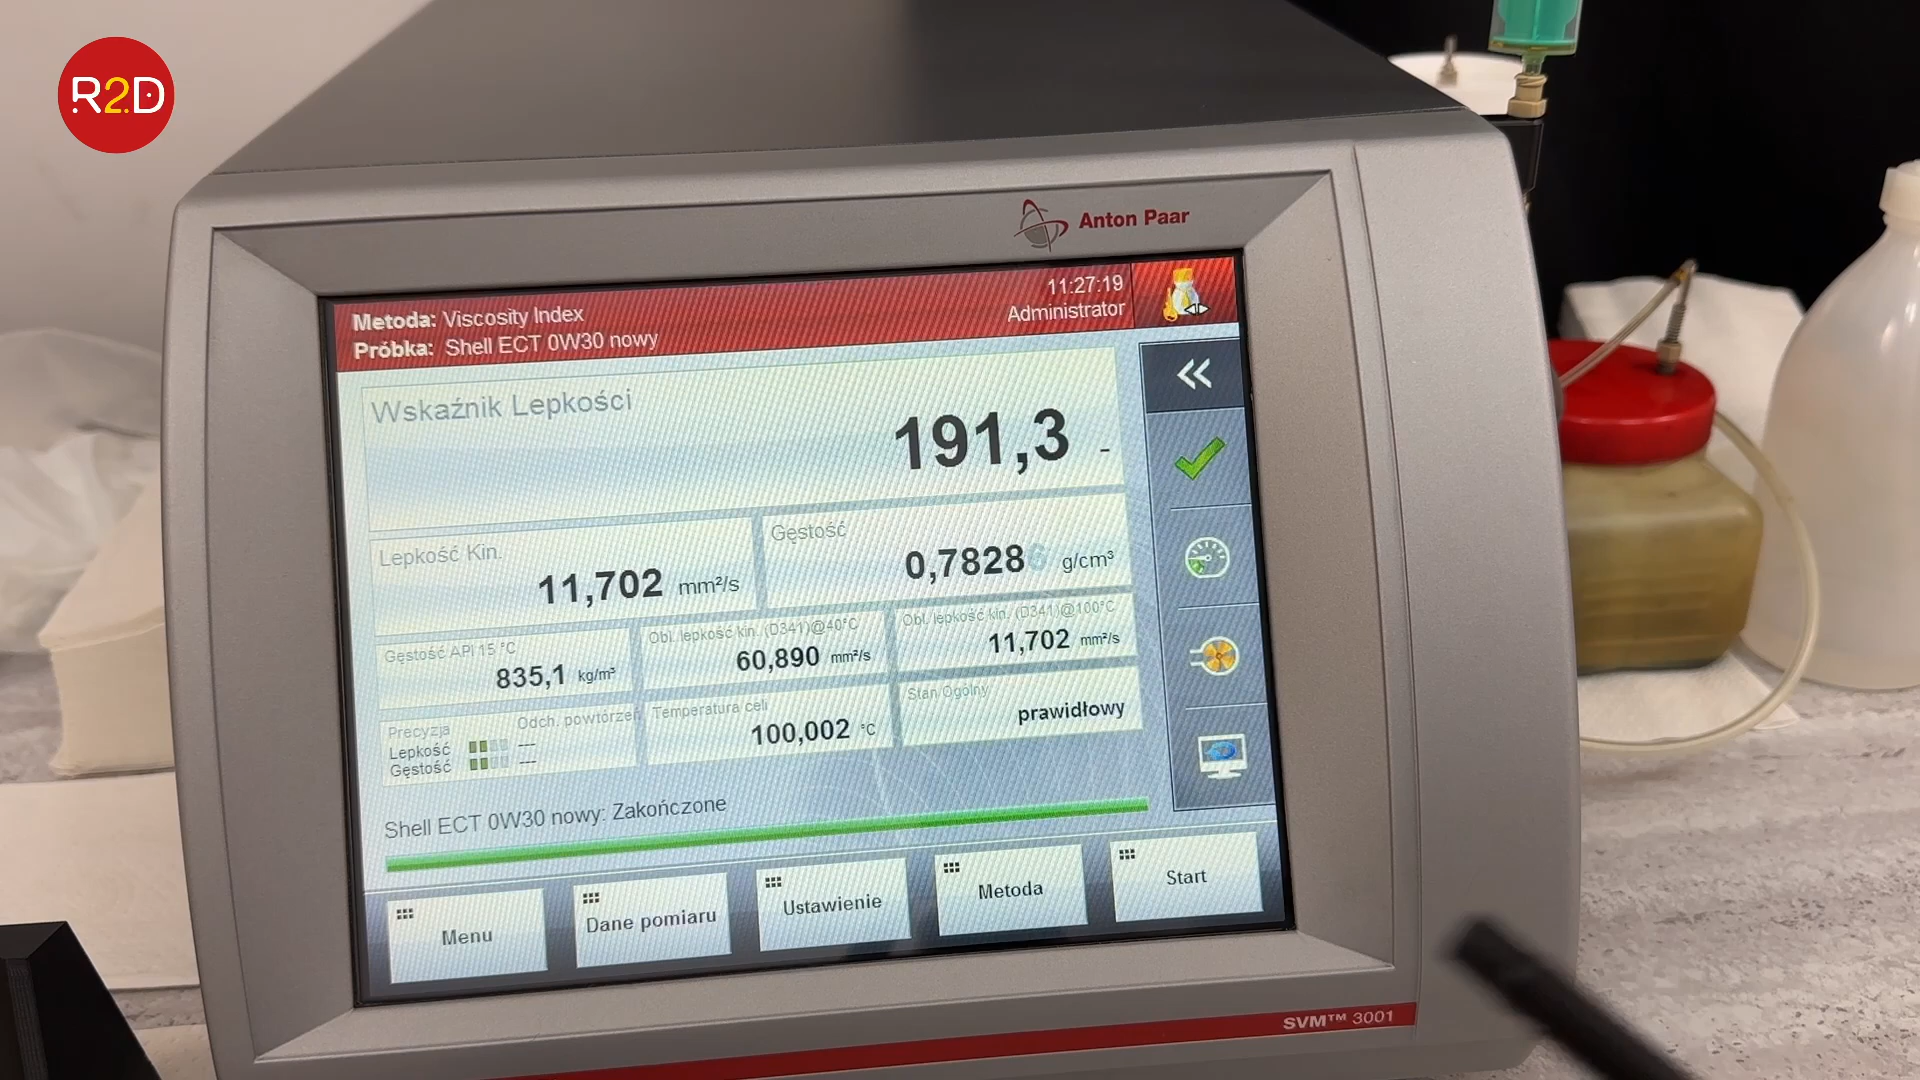 R2D
Anton Paar
Metoda: Viscosity Index
Próbka: Shell ECT 0W30 nowy
11:27:19
Administrator
Wskaźnik Lepkości
191,3 -
Lepkość Kin.
11,702 mm²/s
Gęstość
0,78286 g/cm³
Gęstość API 15 °C
835,1 kg/m³
Obl. lepkość kin. (D341)@40°C
60,890 mm²/s
Obl. lepkość kin. (D341)@100°C
11,702 mm²/s
Precyzja Odch. powtórzeń
Lepkość ---
Gęstość ---
Temperatura celi
100,002 °C
Stan Ogólny
prawidłowy
Shell ECT 0W30 nowy: Zakończone
Menu
Dane pomiaru
Ustawienie
Metoda
Start
SVM™ 3001